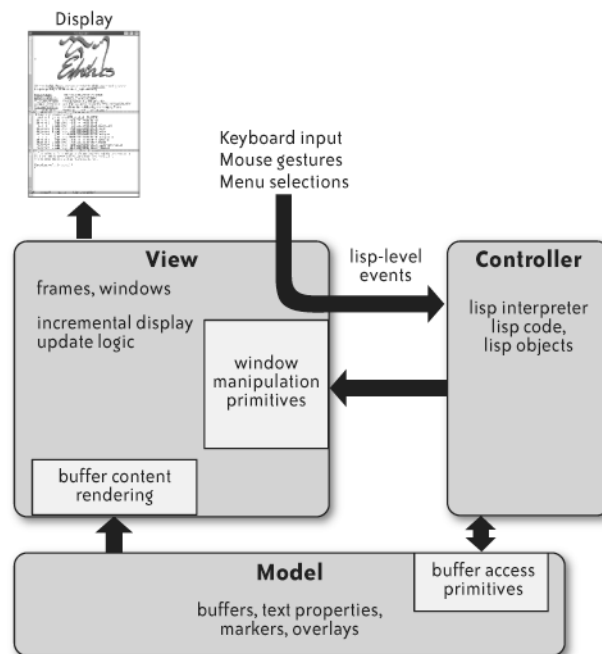 Display
Keyboard input
Mouse gestures
Menu selections
View
frames, windows
incremental display
update logic
window
manipulation
primitives
buffer content
rendering
lisp-level
events
Controller
lisp interpreter
lisp code,
lisp objects
Model
buffers, text properties,
markers, overlays
buffer access
primitives